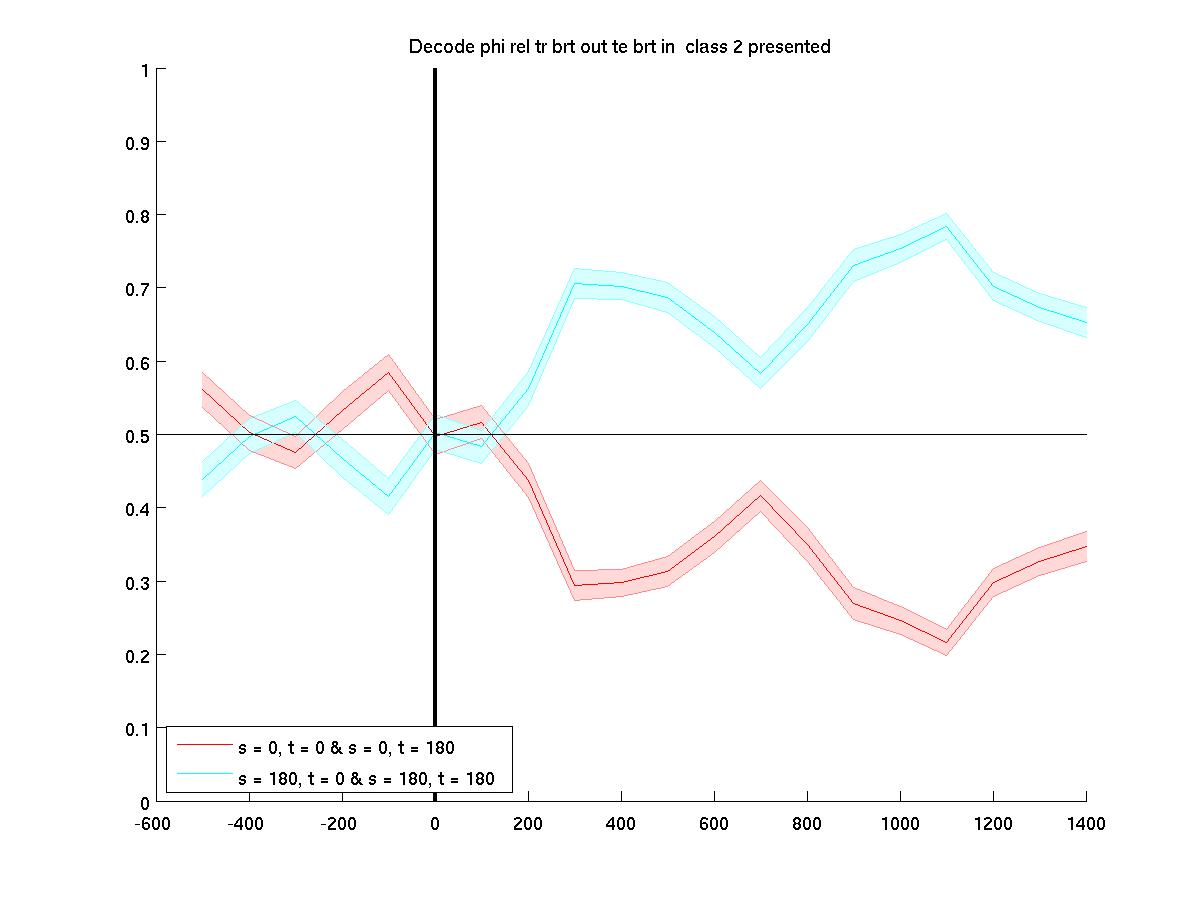 Decode phi rel tr brt out te brt in  class 2 presented
1
0.9
0.8
0.7
0.6
0.5
0.4
0.3
0.2
0.1
0
s = 0, t = 0 & s = 0, t = 180
s = 180, t = 0 & s = 180, t = 180
-600 -400 -200 0 200 400 600 800 1000 1200 1400